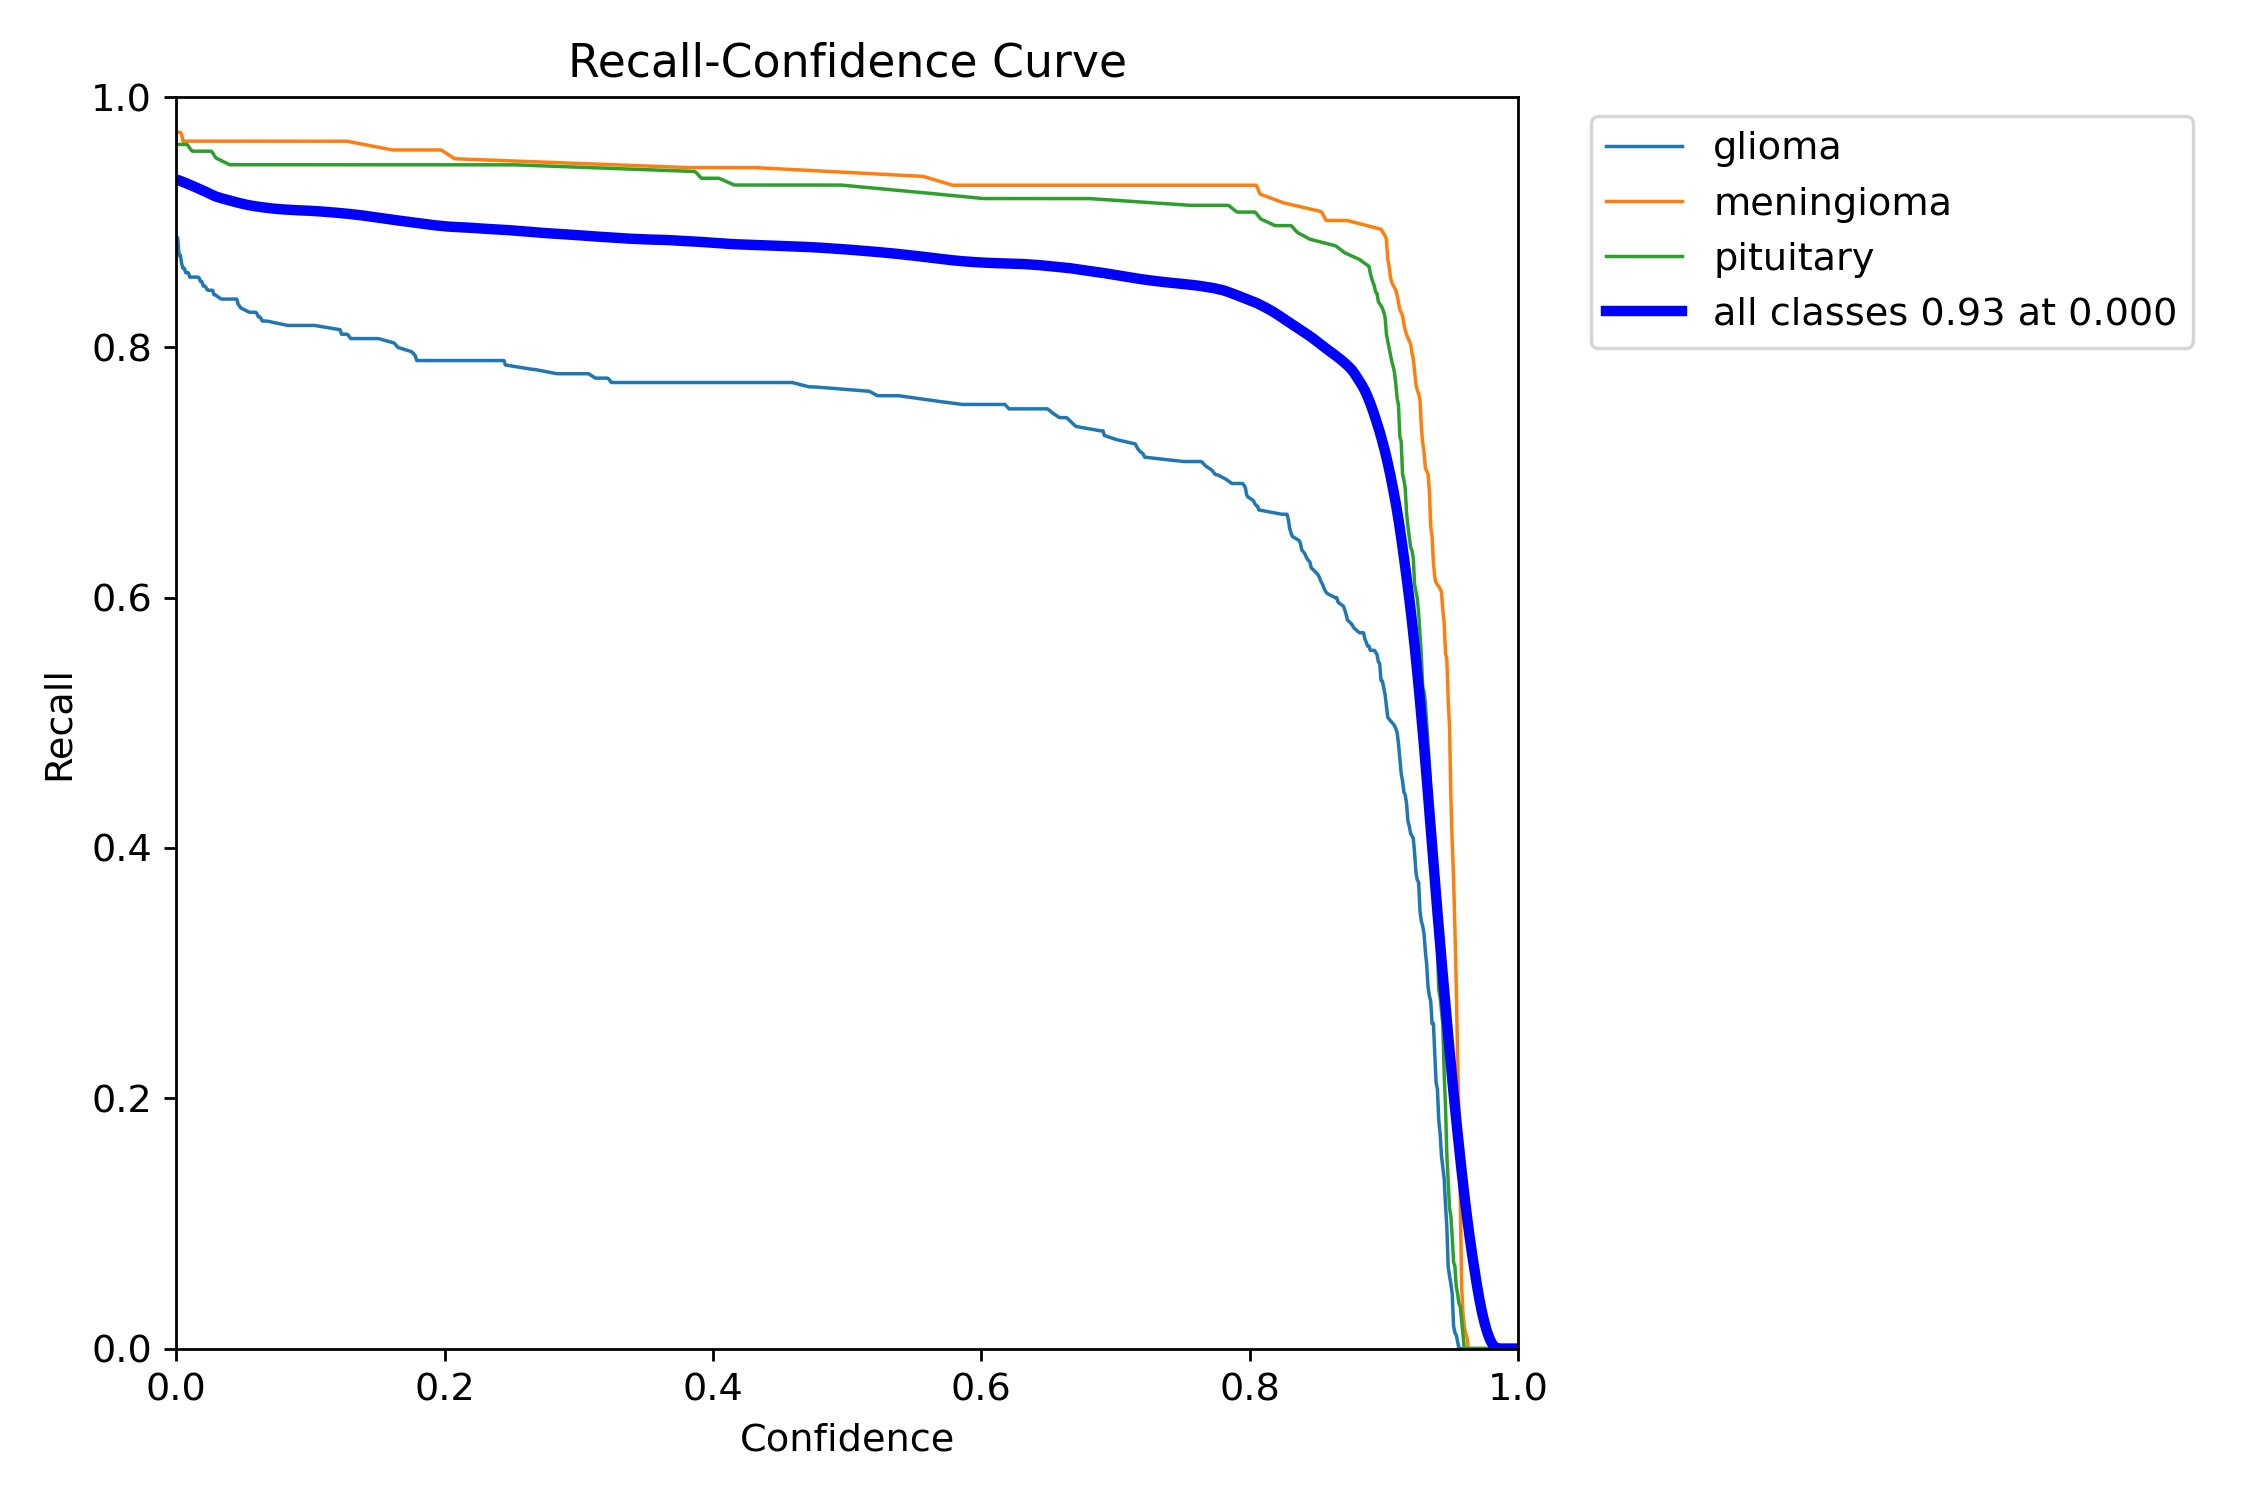 Recall-Confidence Curve
1.0
0.8
0.6
0.4
0.2
0.0
Recall
0.0 0.2 0.4 0.6 0.8 1.0
Confidence
glioma
meningioma
pituitary
all classes 0.93 at 0.000